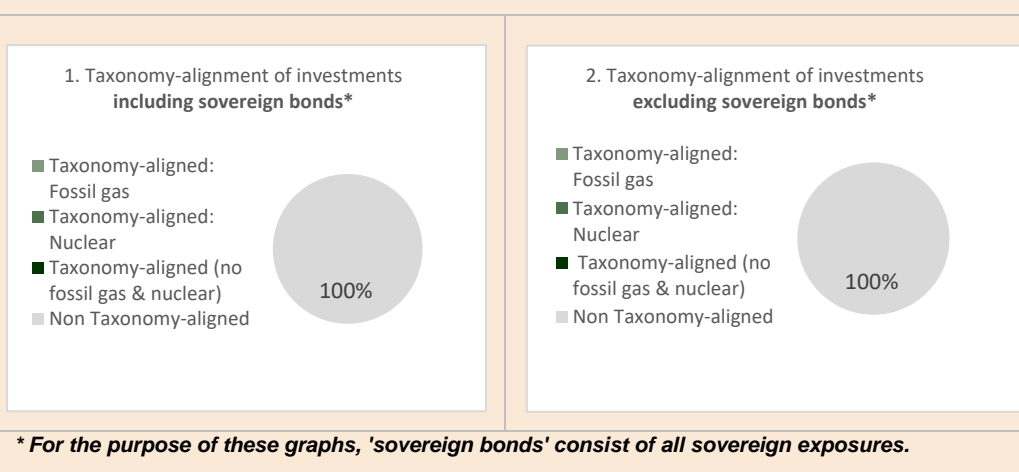 1. Taxonomy-alignment of investments
including sovereign bonds*
Taxonomy-aligned:
Fossil gas
Taxonomy-aligned:
Nuclear
Taxonomy-aligned (no
fossil gas & nuclear)
Non Taxonomy-aligned
100%
2. Taxonomy-alignment of investments
excluding sovereign bonds*
Taxonomy-aligned:
Fossil gas
Taxonomy-aligned:
Nuclear
Taxonomy-aligned (no
fossil gas & nuclear)
Non Taxonomy-aligned
100%
* For the purpose of these graphs, 'sovereign bonds' consist of all sovereign exposures.